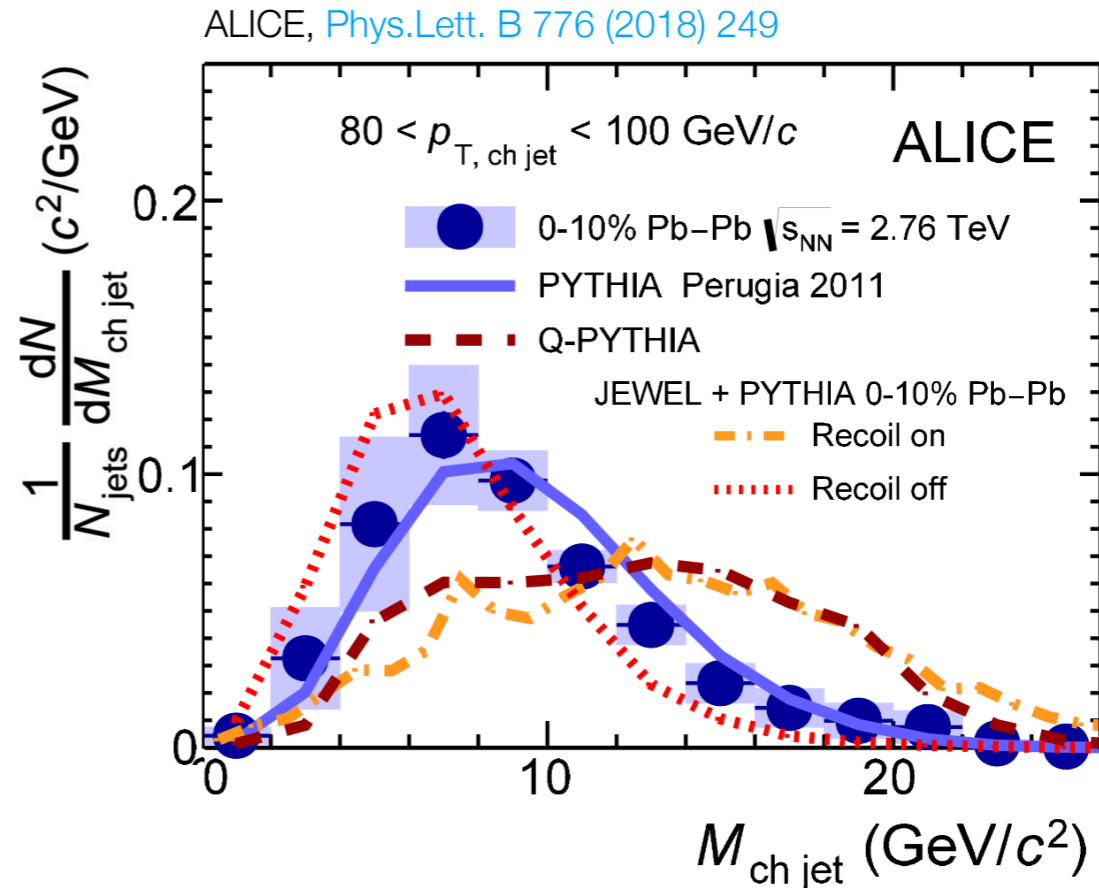 ALICE, Phys.Lett. B 776 (2018) 249
80 < p_T, ch jet < 100 GeV/c
ALICE
0-10% Pb−Pb √s_NN = 2.76 TeV
PYTHIA Perugia 2011
Q-PYTHIA
JEWEL + PYTHIA 0-10% Pb−Pb
Recoil on
Recoil off
1/N_jets dN/dM_ch jet (c²/GeV)
0.2
0.1
0
0 10 20
M_ch jet (GeV/c²)